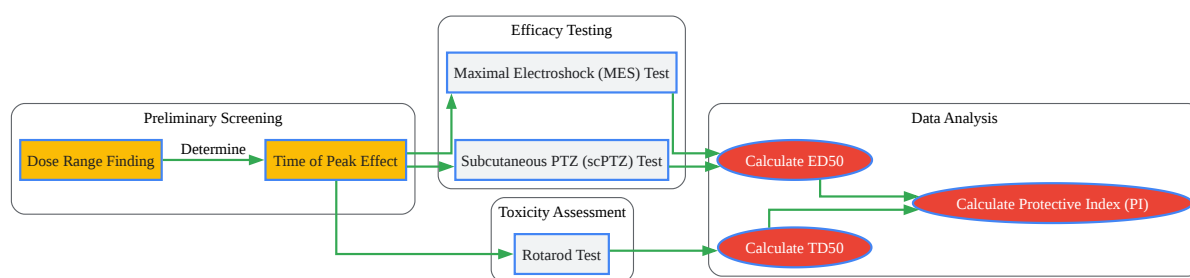 Preliminary Screening
Dose Range Finding
Determine
Time of Peak Effect
Efficacy Testing
Maximal Electroshock (MES) Test
Subcutaneous PTZ (scPTZ) Test
Toxicity Assessment
Rotarod Test
Data Analysis
Calculate ED50
Calculate TD50
Calculate Protective Index (PI)